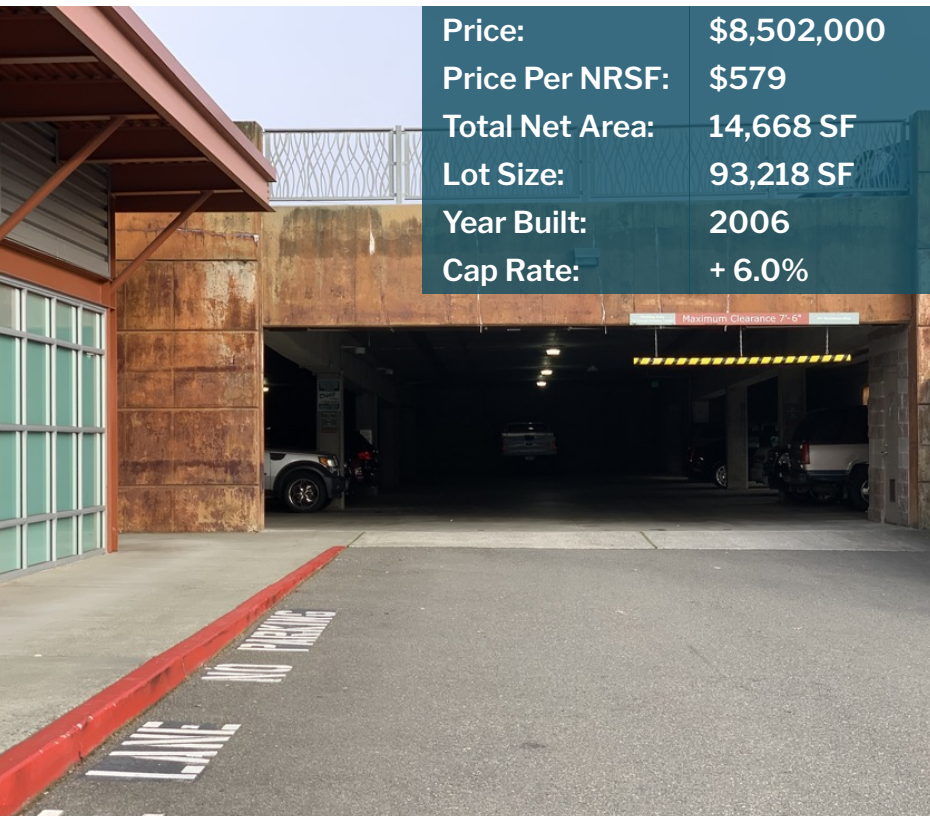 Price: $8,502,000
Price Per NRSF: $579
Total Net Area: 14,668 SF
Lot Size: 93,218 SF
Year Built: 2006
Cap Rate: + 6.0%
Maximum Clearance 7'-6"
NO PARKING
LANE